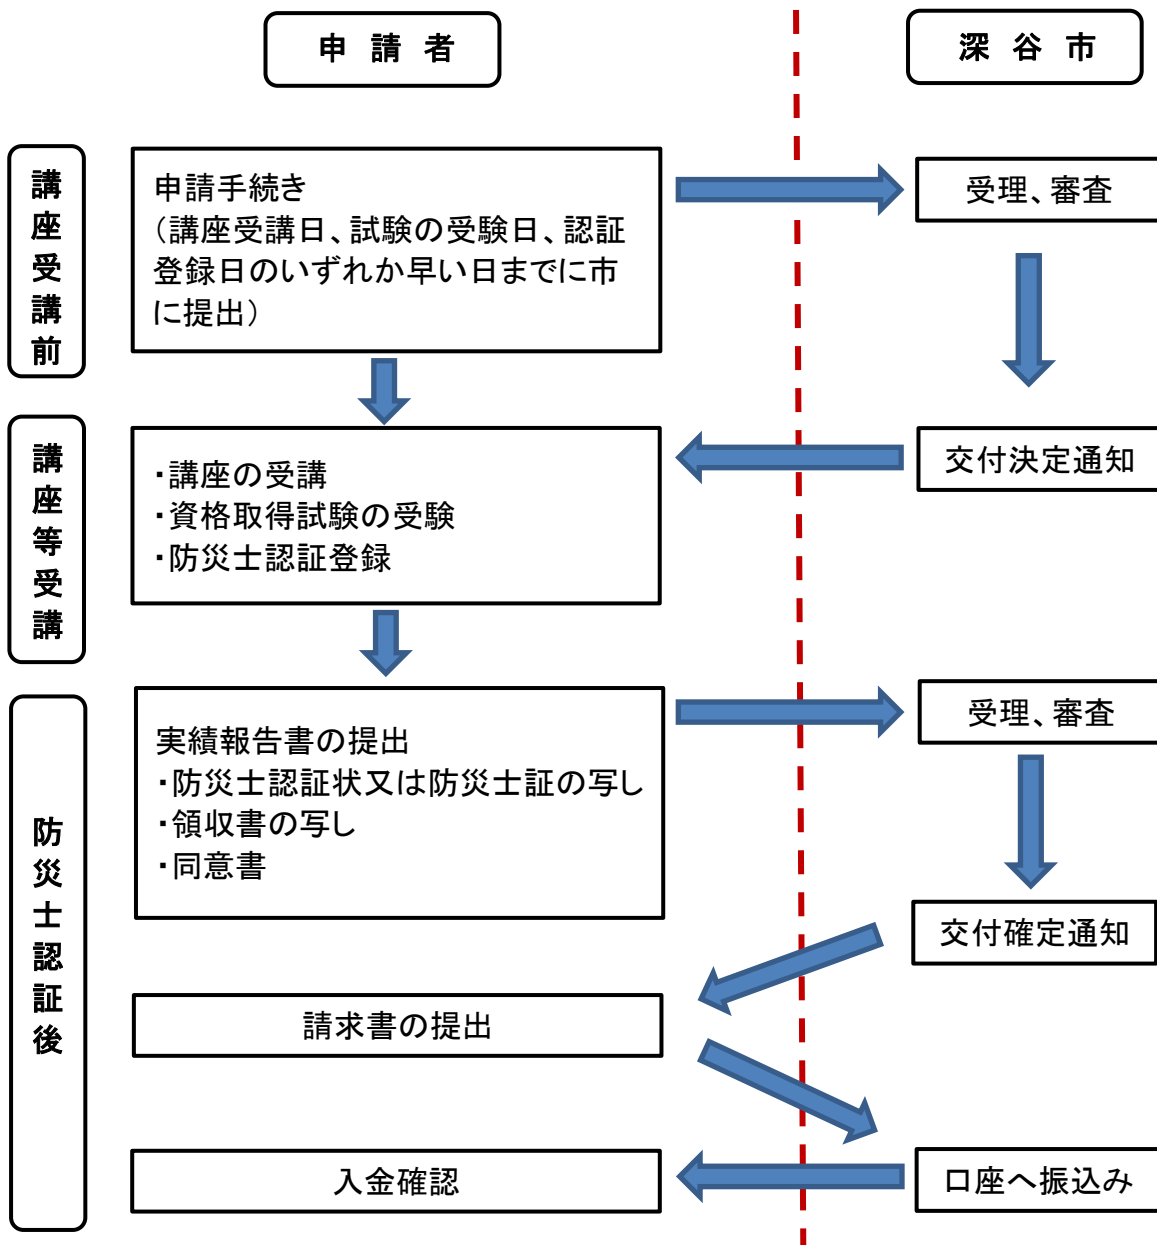 申 請 者
深 谷 市
講座受講前
申請手続き
（講座受講日、試験の受験日、認証
登録日のいずれか早い日までに市
に提出）
受理、審査
講座等受講
・講座の受講
・資格取得試験の受験
・防災士認証登録
交付決定通知
防災士認証後
実績報告書の提出
・防災士認証状又は防災士証の写し
・領収書の写し
・同意書
受理、審査
交付確定通知
請求書の提出
入金確認
口座へ振込み